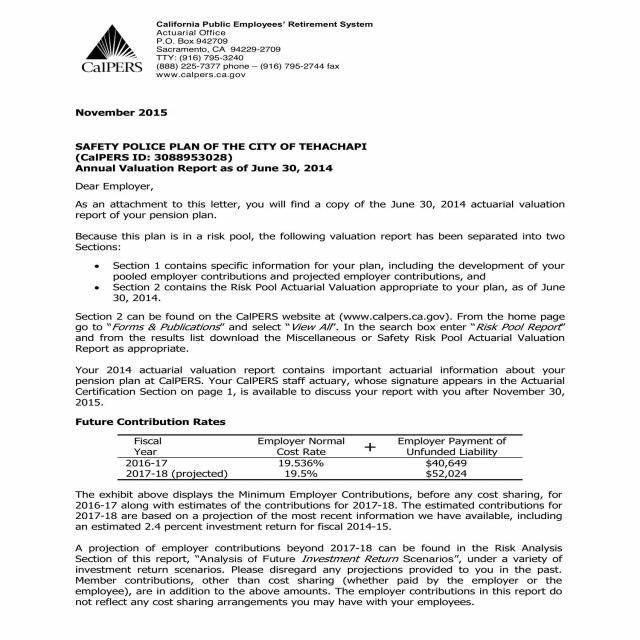 CalPERS
California Public Employees' Retirement System
Actuarial Office
P.O. Box 942709
Sacramento, CA 94229-2709
TTY: (916) 795-3240
(888) 225-7377 phone – (916) 795-2744 fax
www.calpers.ca.gov
November 2015
SAFETY POLICE PLAN OF THE CITY OF TEHACHAPI
(CalPERS ID: 3088953028)
Annual Valuation Report as of June 30, 2014
Dear Employer,
As an attachment to this letter, you will find a copy of the June 30, 2014 actuarial valuation
report of your pension plan.
Because this plan is in a risk pool, the following valuation report has been separated into two
Sections:
• Section 1 contains specific information for your plan, including the development of your
pooled employer contributions and projected employer contributions, and
• Section 2 contains the Risk Pool Actuarial Valuation appropriate to your plan, as of June
30, 2014.
Section 2 can be found on the CalPERS website at (www.calpers.ca.gov). From the home page
go to "Forms & Publications" and select "View All". In the search box enter "Risk Pool Report"
and from the results list download the Miscellaneous or Safety Risk Pool Actuarial Valuation
Report as appropriate.
Your 2014 actuarial valuation report contains important actuarial information about your
pension plan at CalPERS. Your CalPERS staff actuary, whose signature appears in the Actuarial
Certification Section on page 1, is available to discuss your report with you after November 30,
2015.
Future Contribution Rates
Fiscal Employer Normal + Employer Payment of
Year Cost Rate Unfunded Liability
2016-17 19.536% $40,649
2017-18 (projected) 19.5% $52,024
The exhibit above displays the Minimum Employer Contributions, before any cost sharing, for
2016-17 along with estimates of the contributions for 2017-18. The estimated contributions for
2017-18 are based on a projection of the most recent information we have available, including
an estimated 2.4 percent investment return for fiscal 2014-15.
A projection of employer contributions beyond 2017-18 can be found in the Risk Analysis
Section of this report, "Analysis of Future Investment Return Scenarios", under a variety of
investment return scenarios. Please disregard any projections provided to you in the past.
Member contributions, other than cost sharing (whether paid by the employer or the
employee), are in addition to the above amounts. The employer contributions in this report do
not reflect any cost sharing arrangements you may have with your employees.